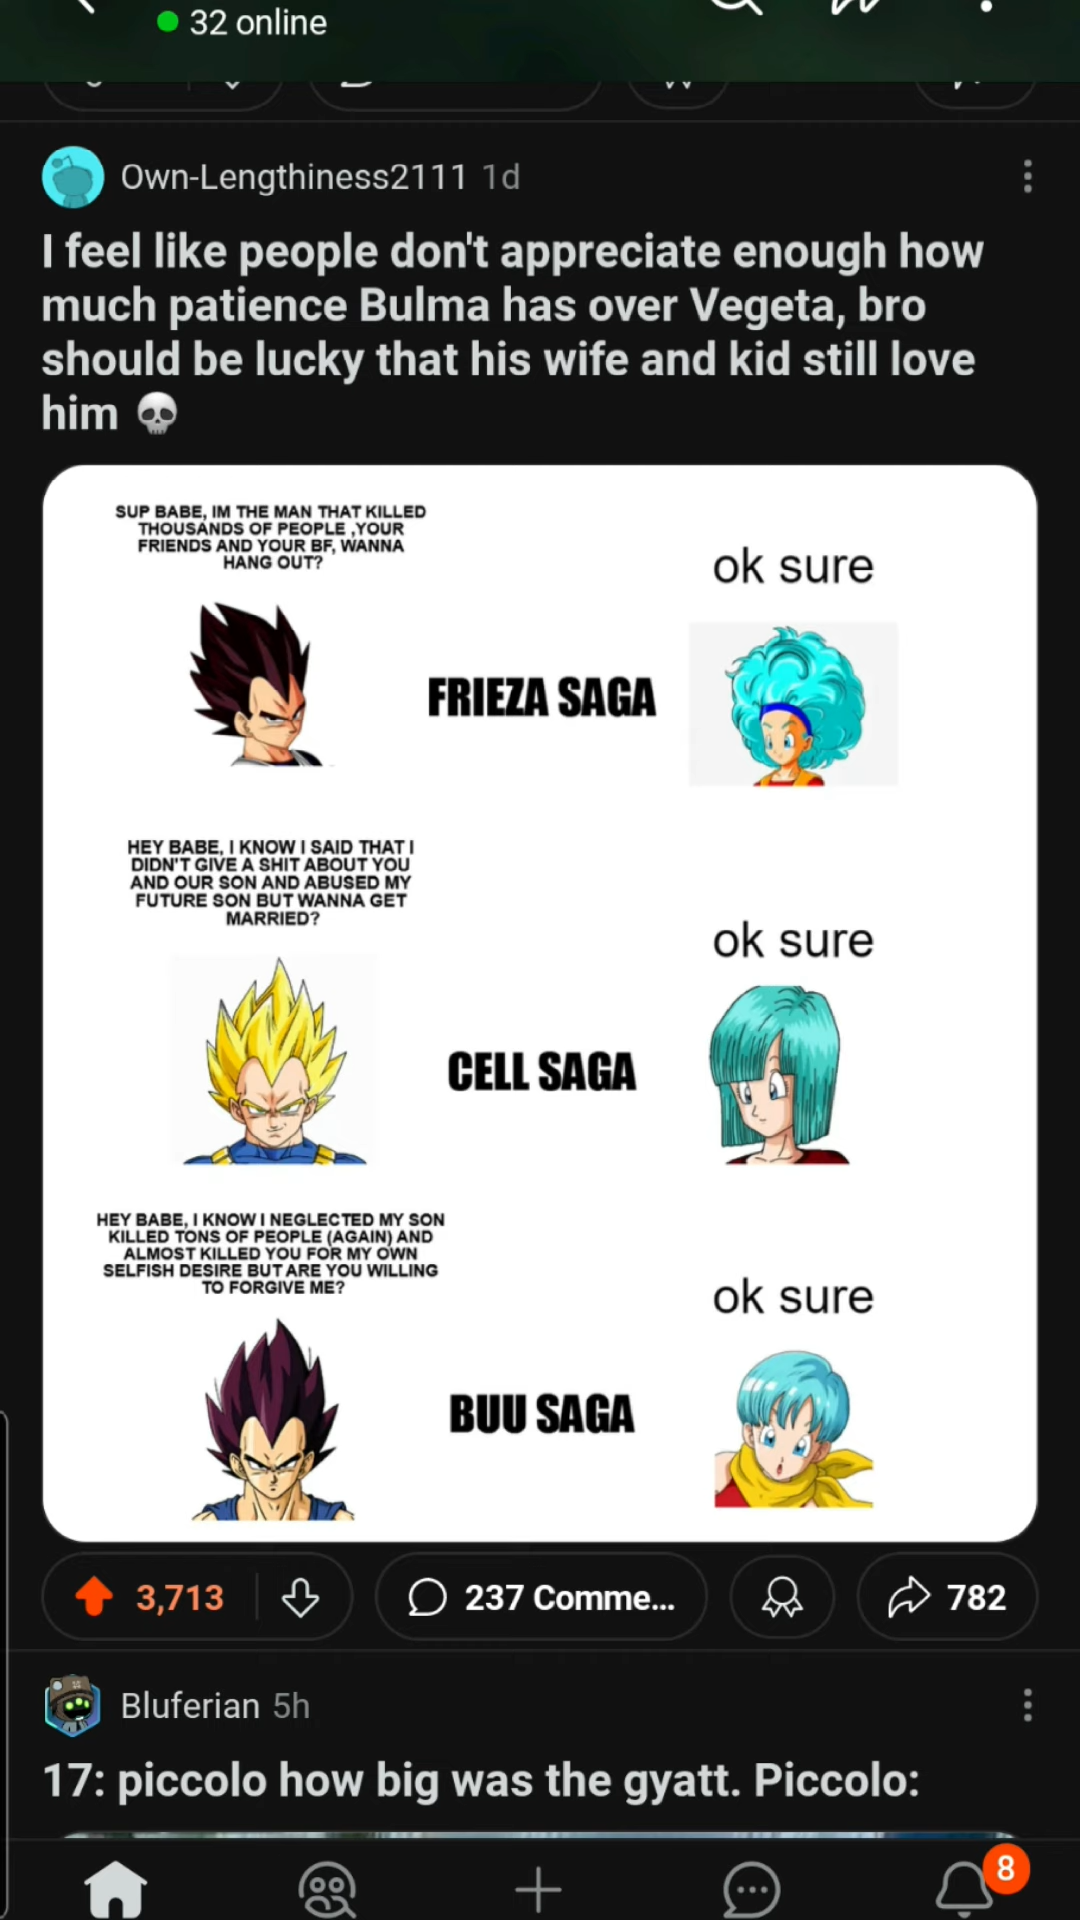 32 online
Own-Lengthiness2111 1d
I feel like people don't appreciate enough how
much patience Bulma has over Vegeta, bro
should be lucky that his wife and kid still love
him 💀
SUP BABE, IM THE MAN THAT KILLED
THOUSANDS OF PEOPLE ,YOUR
FRIENDS AND YOUR BF, WANNA
HANG OUT?
ok sure
FRIEZA SAGA
HEY BABE, I KNOW I SAID THAT I
DIDN'T GIVE A SHIT ABOUT YOU
AND OUR SON AND ABUSED MY
FUTURE SON BUT WANNA GET
MARRIED?
ok sure
CELL SAGA
HEY BABE, I KNOW I NEGLECTED MY SON
KILLED TONS OF PEOPLE (AGAIN) AND
ALMOST KILLED YOU FOR MY OWN
SELFISH DESIRE BUT ARE YOU WILLING
TO FORGIVE ME?
ok sure
BUU SAGA
3,713
237 Comme...
782
Bluferian 5h
17: piccolo how big was the gyatt. Piccolo:
8